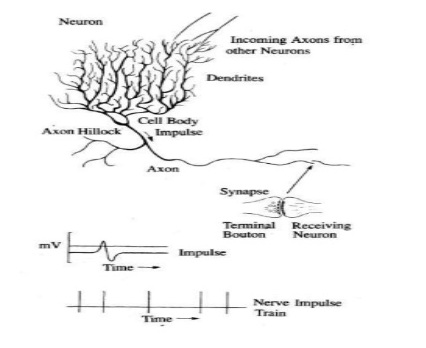 Neuron
Incoming Axons from
other Neurons
Dendrites
Cell Body
Axon Hillock
Impulse
Axon
Synapse
Terminal
Bouton
Receiving
Neuron
mV
Impulse
Time
Nerve Impulse
Train
Time